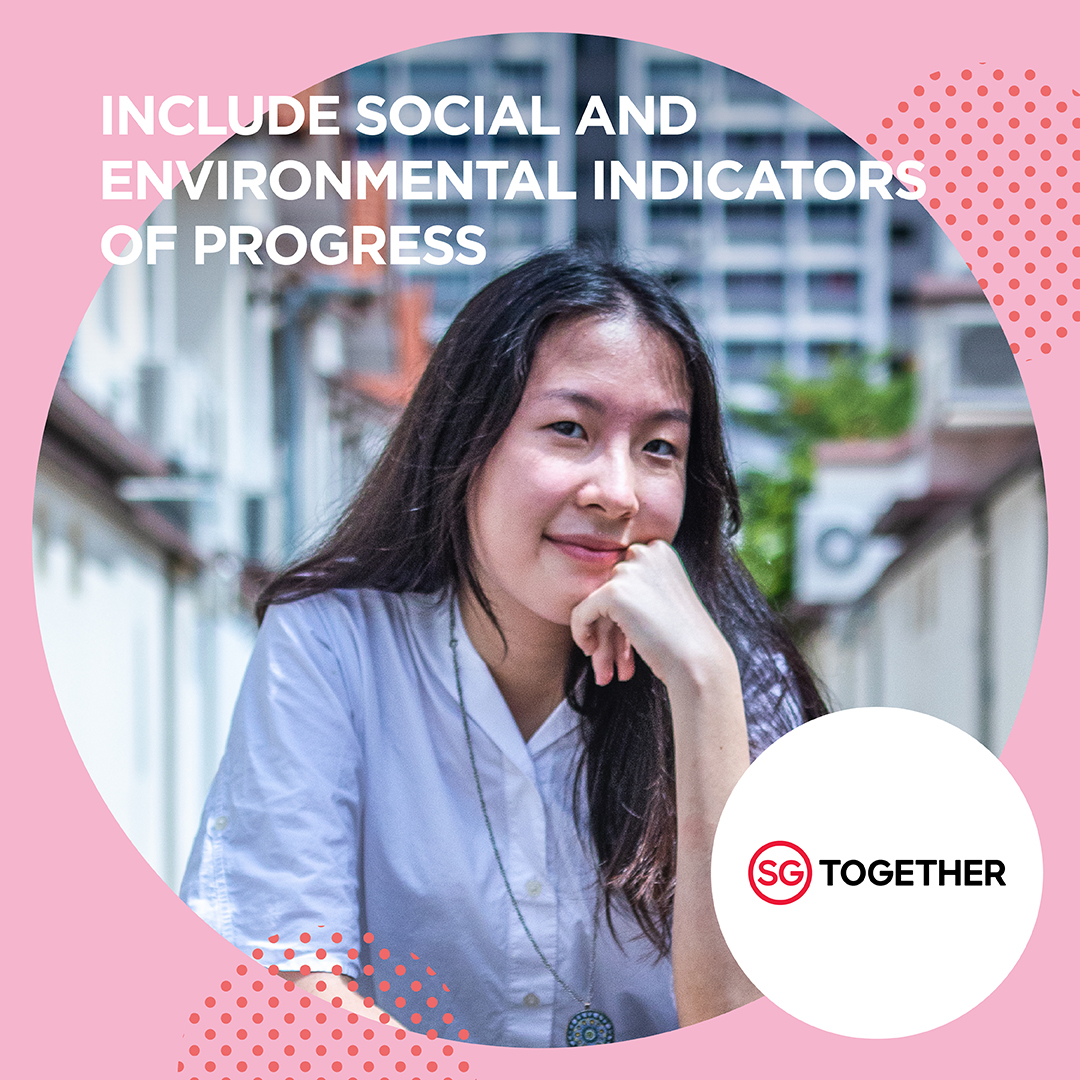 INCLUDE SOCIAL AND
ENVIRONMENTAL INDICATORS
OF PROGRESS
SG TOGETHER